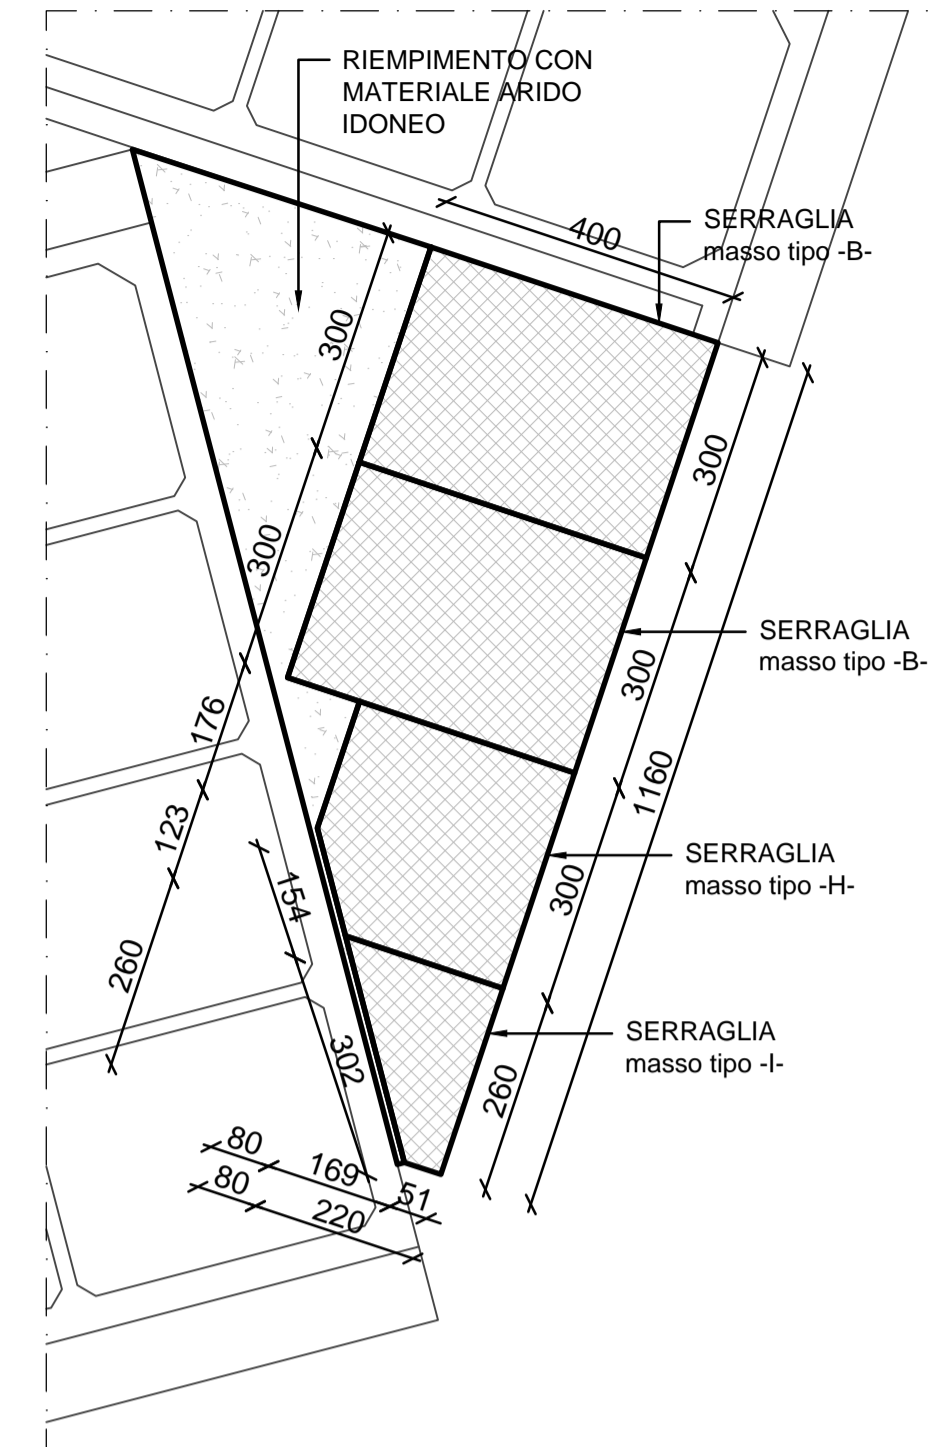 RIEMPIMENTO CON
MATERIALE ARIDO
IDONEO
SERRAGLIA
masso tipo -B-
400
300
300
300
1160
SERRAGLIA
masso tipo -B-
300
176
123
260
154
300
SERRAGLIA
masso tipo -H-
302
260
SERRAGLIA
masso tipo -I-
80
169
51
80
220